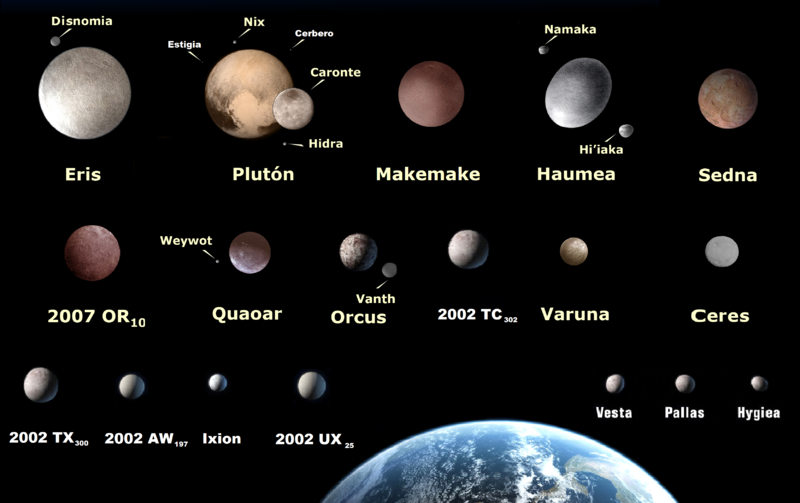 Disnomia
Nix
Cerbero
Estigia
Caronte
Hidra
Namaka
Hi’iaka
Eris
Plutón
Makemake
Haumea
Sedna
Weywot
Vanth
2007 OR10
Quaoar
Orcus
2002 TC302
Varuna
Ceres
2002 TX300
2002 AW197
Ixion
2002 UX25
Vesta
Pallas
Hygiea